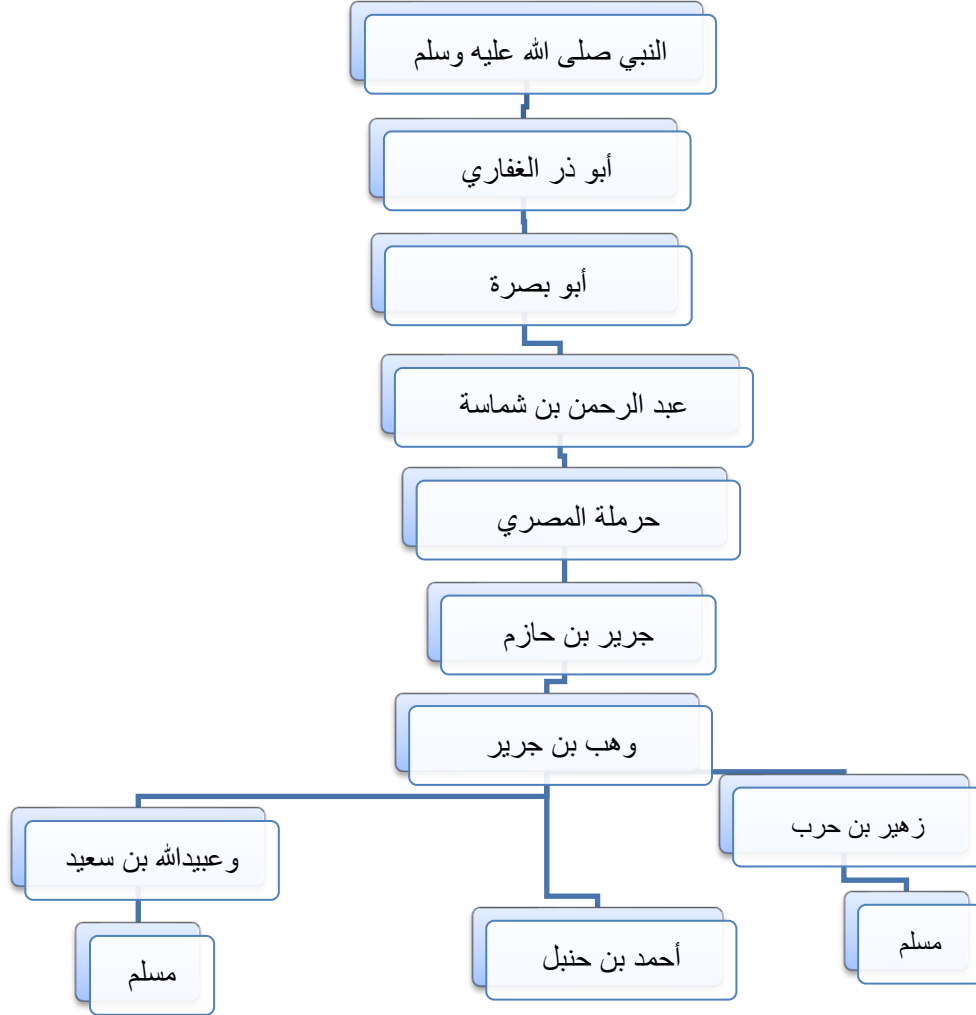 النبي صلى الله عليه وسلم
أبو ذر الغفاري
أبو بصرة
عبد الرحمن بن شماسة
حرملة المصري
جرير بن حازم
وهب بن جرير
زهير بن حرب
وعبيدالله بن سعيد
مسلم
أحمد بن حنبل
مسلم